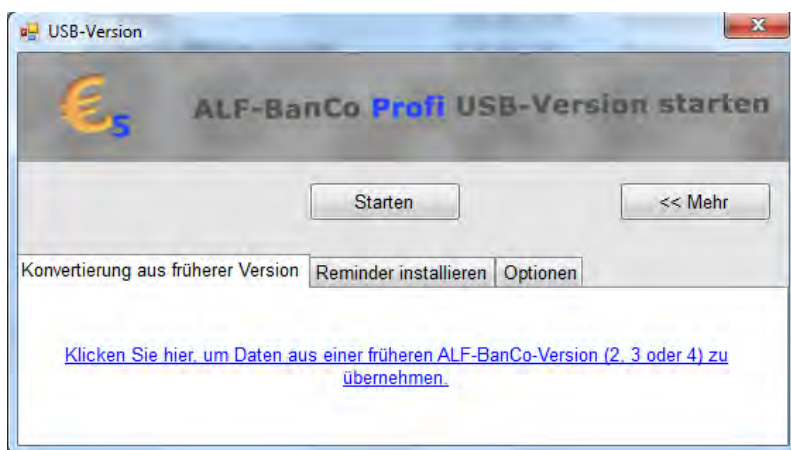 USB-Version
€5 ALF-BanCo Profi USB-Version starten
Starten
<< Mehr
Konvertierung aus früherer Version
Reminder installieren
Optionen
Klicken Sie hier, um Daten aus einer früheren ALF-BanCo-Version (2, 3 oder 4) zu
übernehmen.